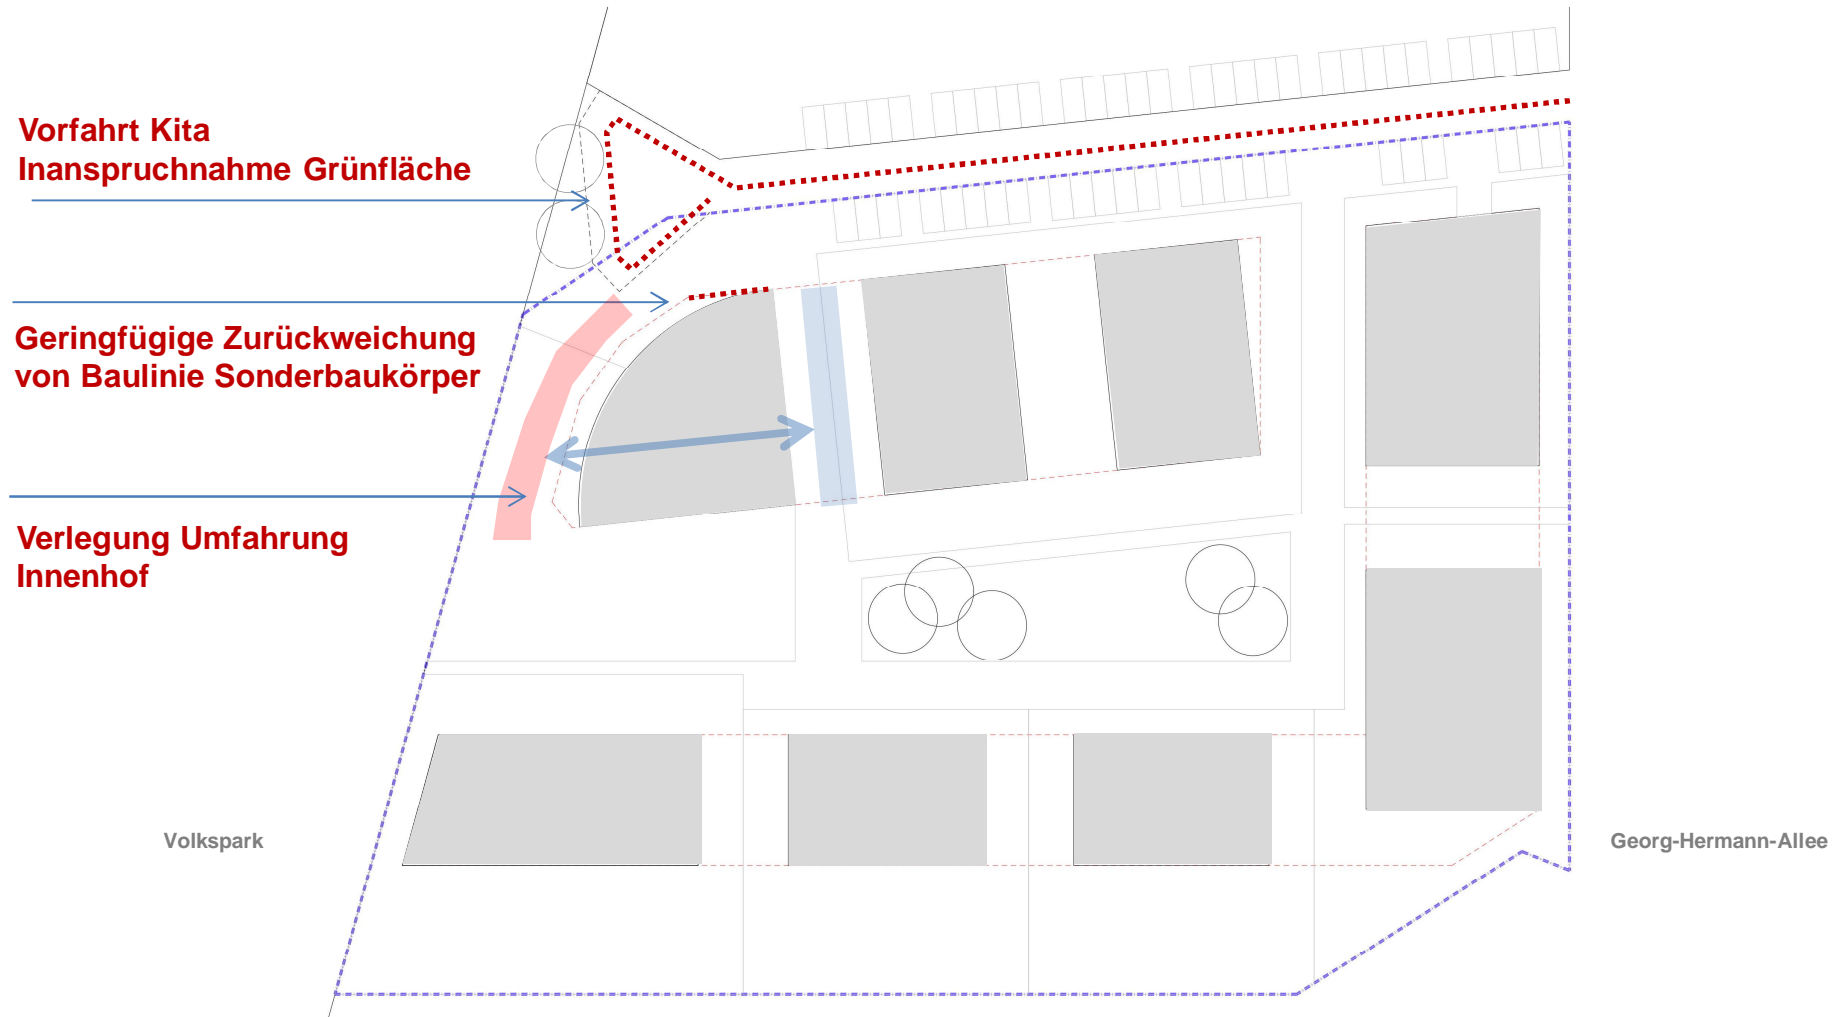 Vorfahrt Kita
Inanspruchnahme Grünfläche
Geringfügige Zurückweichung
von Baulinie Sonderbaukörper
Verlegung Umfahrung
Innenhof
Volkspark
Georg-Hermann-Allee